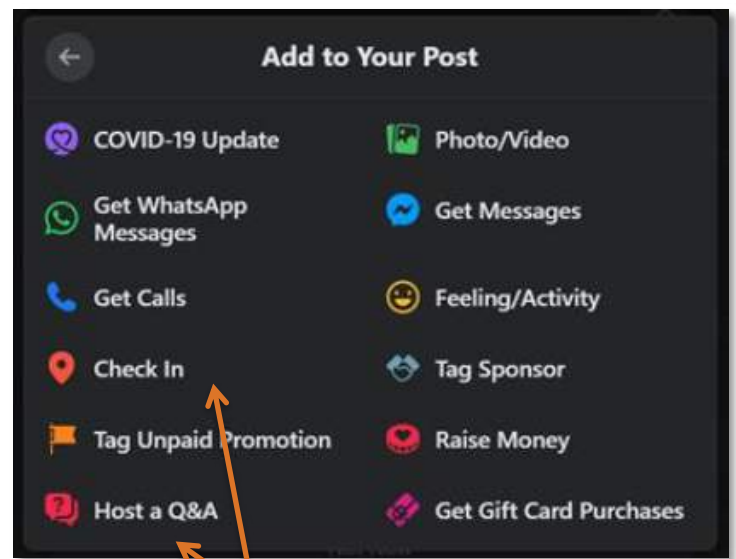 Add to Your Post
COVID-19 Update
Photo/Video
Get WhatsApp
Messages
Get Messages
Get Calls
Feeling/Activity
Check In
Tag Sponsor
Tag Unpaid Promotion
Raise Money
Host a Q&A
Get Gift Card Purchases